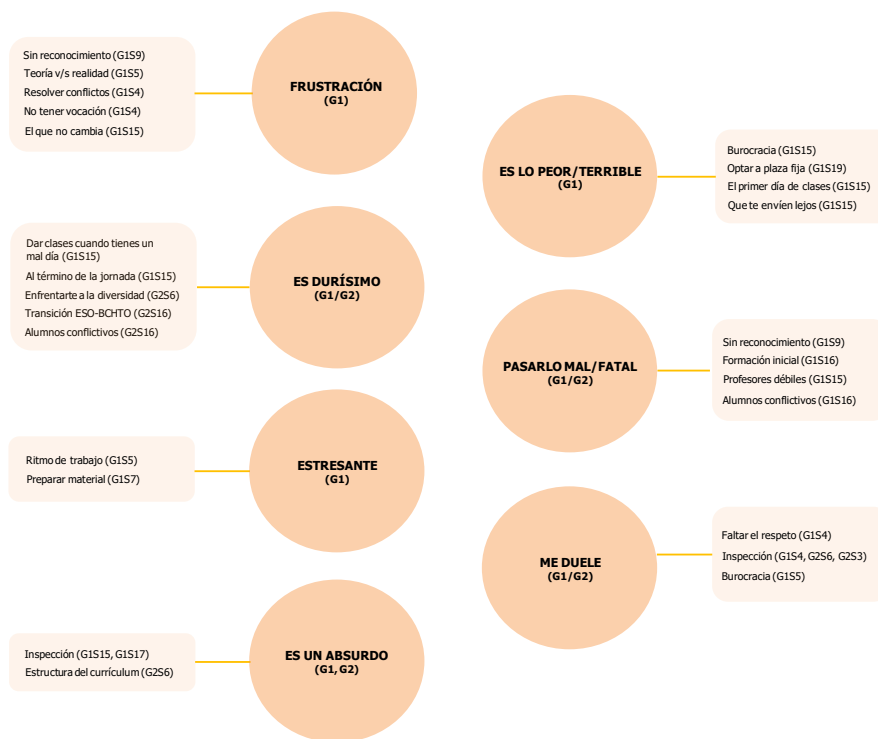 Sin reconocimiento (G1S9)
Teoría v/s realidad (G1S5)
Resolver conflictos (G1S4)
No tener vocación (G1S4)
El que no cambia (G1S15)
FRUSTRACIÓN
(G1)
Dar clases cuando tienes un
mal día (G1S15)
Al término de la jornada (G1S15)
Enfrentarte a la diversidad (G2S6)
Transición ESO-BCHTO (G2S16)
Alumnos conflictivos (G2S16)
ES DURÍSIMO
(G1/G2)
Ritmo de trabajo (G1S5)
Preparar material (G1S7)
ESTRESANTE
(G1)
Inspección (G1S15, G1S17)
Estructura del currículum (G2S6)
ES UN ABSURDO
(G1, G2)
ES LO PEOR/TERRIBLE
(G1)
Burocracia (G1S15)
Optar a plaza fija (G1S19)
El primer día de clases (G1S15)
Que te envíen lejos (G1S15)
PASARLO MAL/FATAL
(G1/G2)
Sin reconocimiento (G1S9)
Formación inicial (G1S16)
Profesores débiles (G1S15)
Alumnos conflictivos (G1S16)
ME DUELE
(G1/G2)
Faltar el respeto (G1S4)
Inspección (G1S4, G2S6, G2S3)
Burocracia (G1S5)